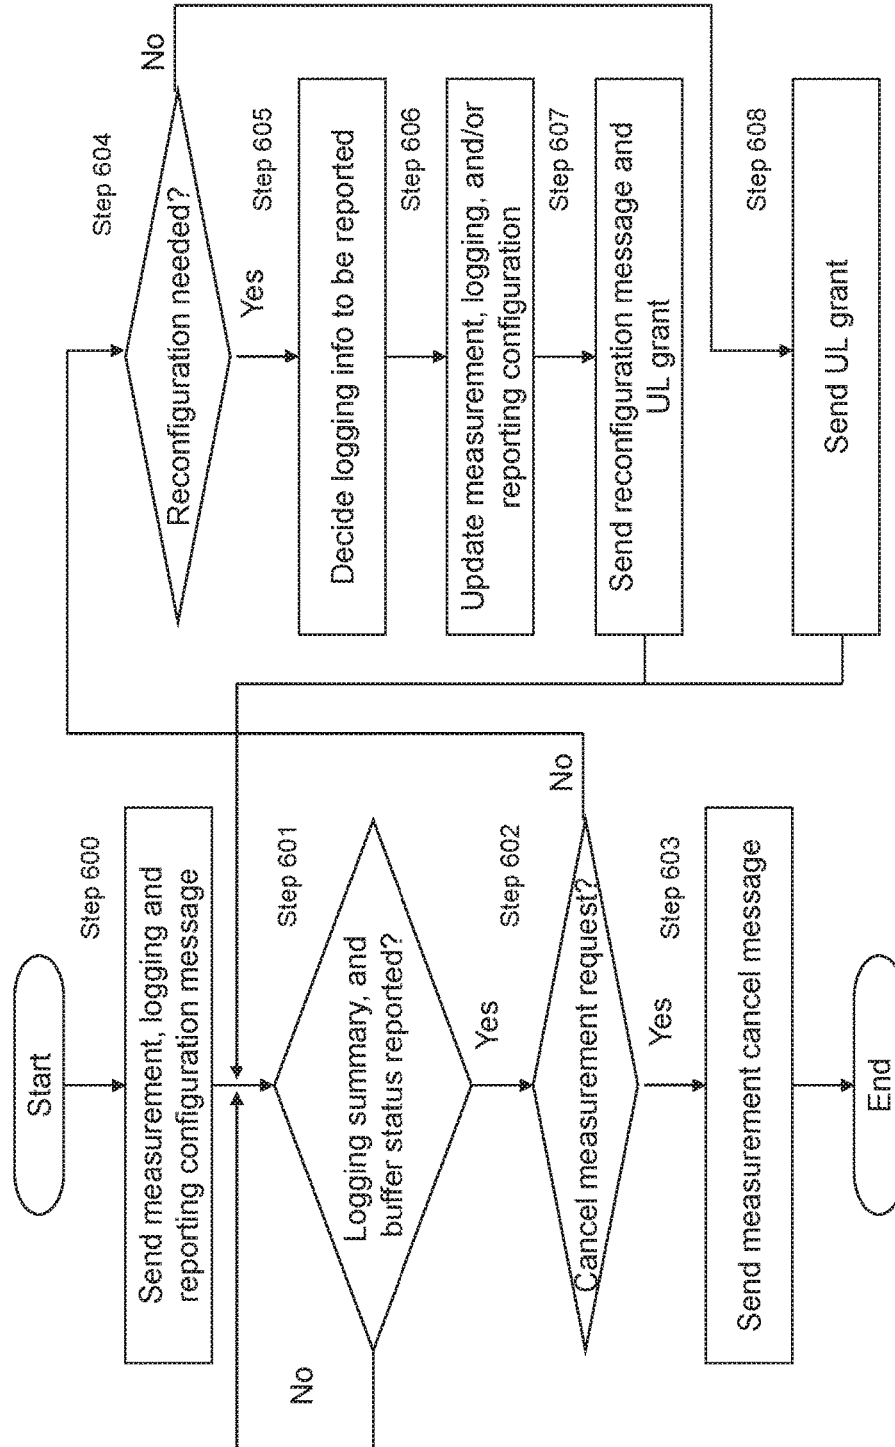 Start
Step 600
Send measurement, logging and
reporting configuration message
Step 601
Logging summary, and
buffer status reported?
No
Yes
Step 602
Cancel measurement request?
No
Yes
Step 603
Send measurement cancel message
End
Step 604
Reconfiguration needed?
No
Yes
Step 605
Decide logging info to be reported
Step 606
Update measurement, logging, and/or
reporting configuration
Step 607
Send reconfiguration message and
UL grant
Step 608
Send UL grant